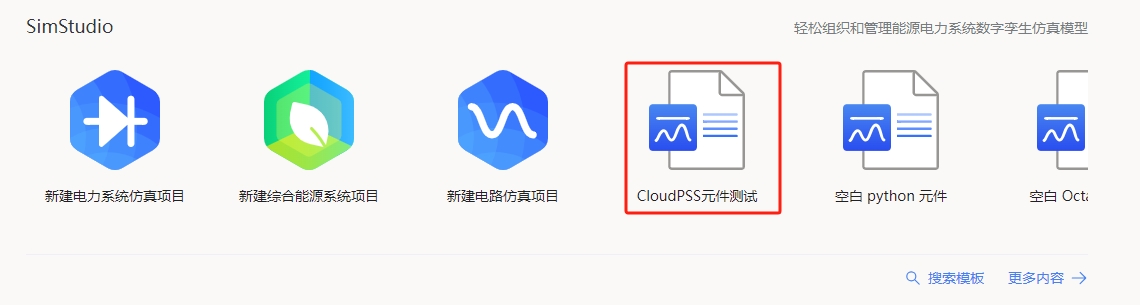 SimStudio
轻松组织和管理能源电力系统数字孪生仿真模型
新建电力系统仿真项目
新建综合能源系统项目
新建电路仿真项目
CloudPSS元件测试
空白 python 元件
空白 Octa
搜索模板
更多内容